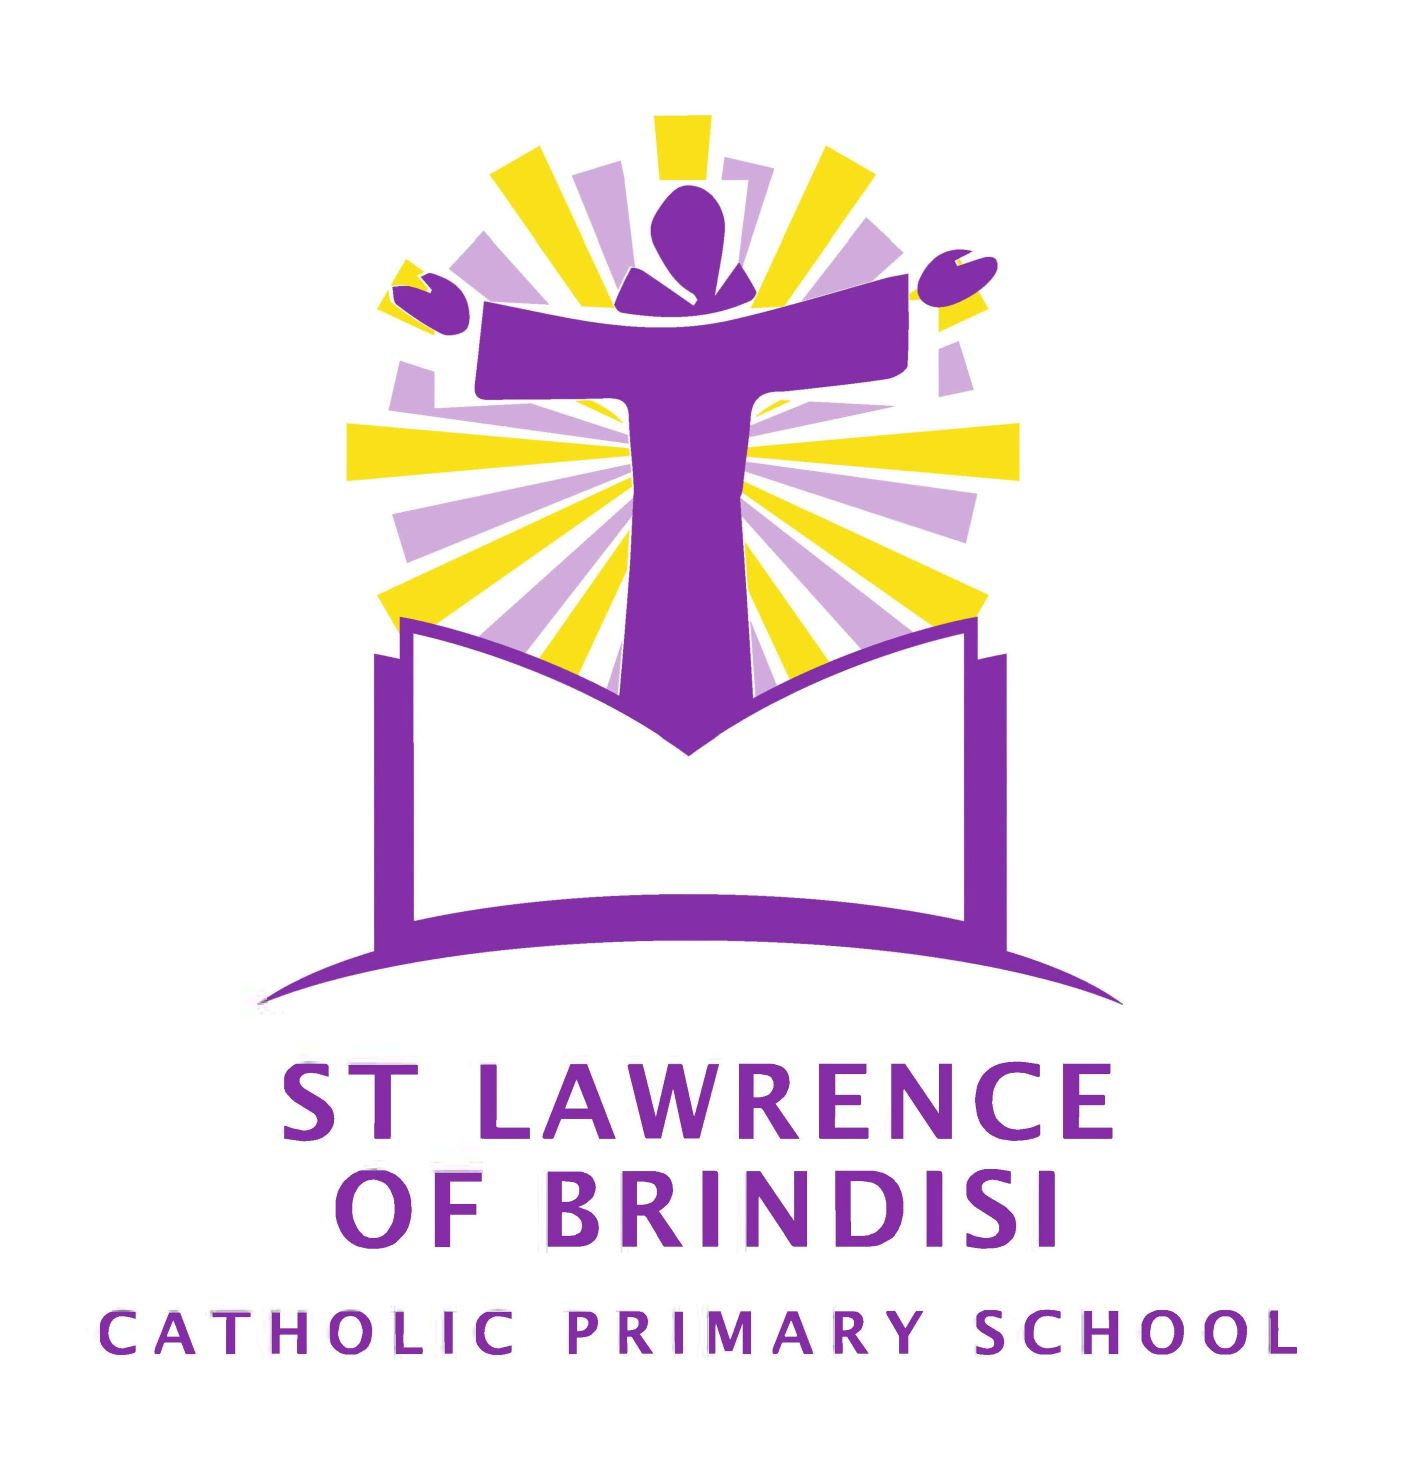 ST LAWRENCE
OF BRINDISI
CATHOLIC PRIMARY SCHOOL